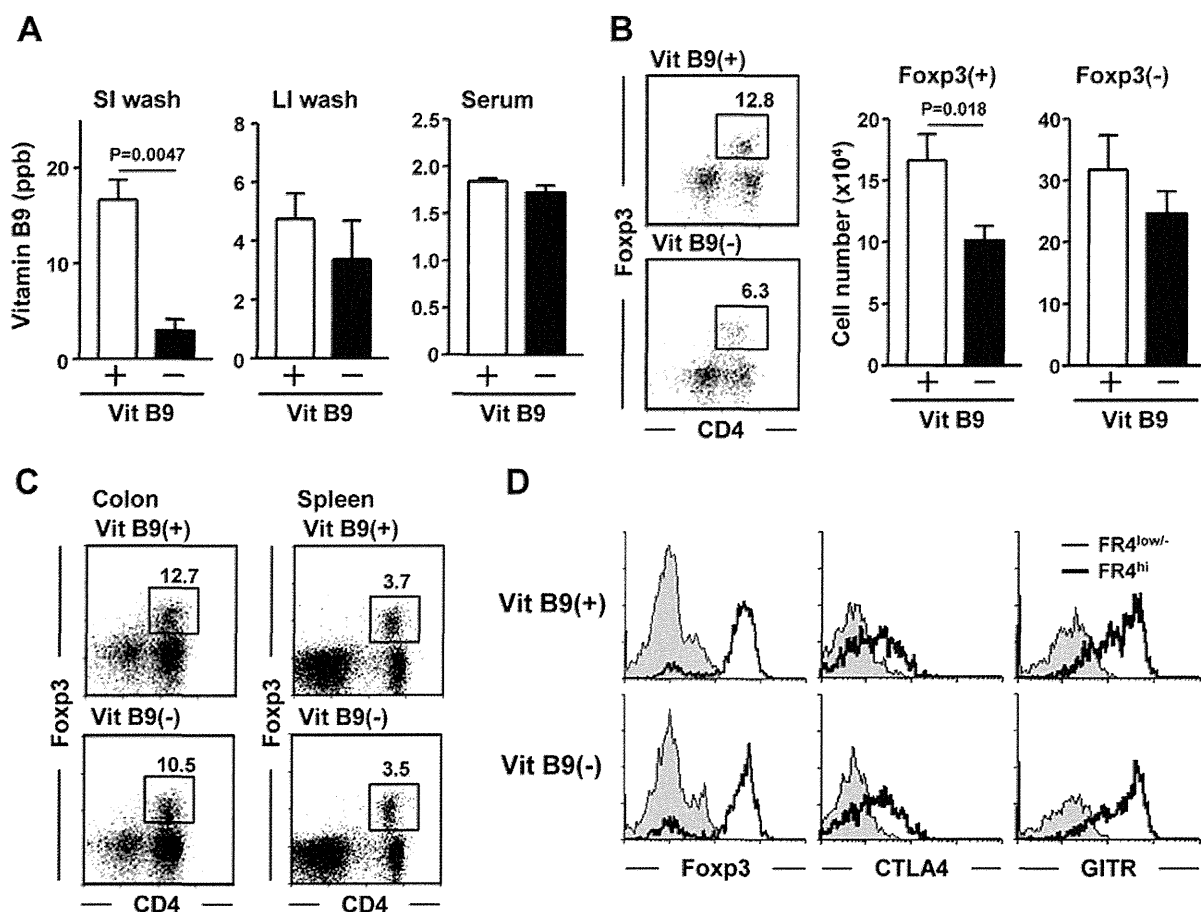 A
SI wash
LI wash
Serum
Vitamin B9 (ppb)
20
10
0
P=0.0047
+ −
Vit B9
8
6
4
2
0
+ −
Vit B9
2.5
2.0
1.5
1.0
0.5
0
+ −
Vit B9
B
Vit B9(+)
12.8
Vit B9(-)
6.3
Foxp3
CD4
Foxp3(+)
P=0.018
Cell number (x10⁴)
20
15
10
5
0
+ −
Vit B9
Foxp3(-)
40
30
20
10
0
+ −
Vit B9
C
Colon
Vit B9(+)
12.7
Vit B9(-)
10.5
Foxp3
CD4
Spleen
Vit B9(+)
3.7
Vit B9(-)
3.5
Foxp3
CD4
D
FR4low/-
FR4hi
Vit B9(+)
Vit B9(-)
Foxp3
CTLA4
GITR